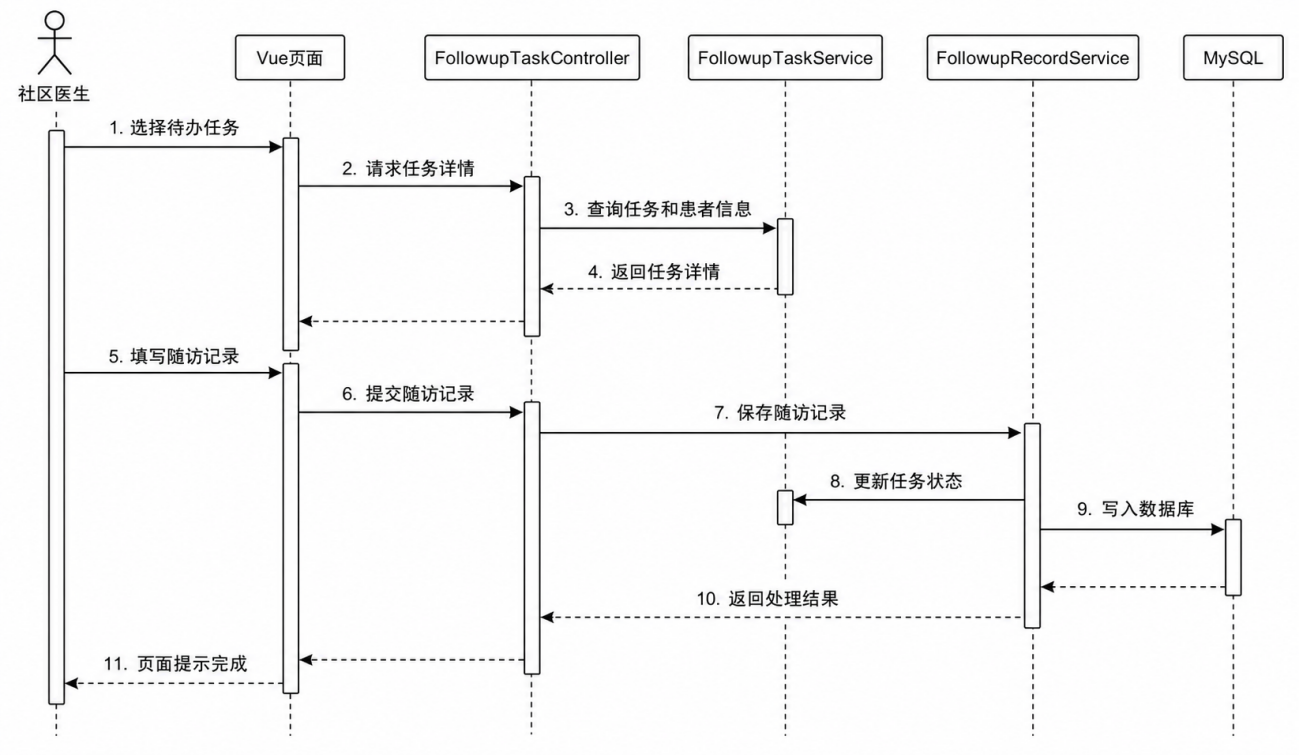 社区医生
Vue页面
FollowupTaskController
FollowupTaskService
FollowupRecordService
MySQL
1. 选择待办任务
2. 请求任务详情
3. 查询任务和患者信息
4. 返回任务详情
5. 填写随访记录
6. 提交随访记录
7. 保存随访记录
8. 更新任务状态
9. 写入数据库
10. 返回处理结果
11. 页面提示完成